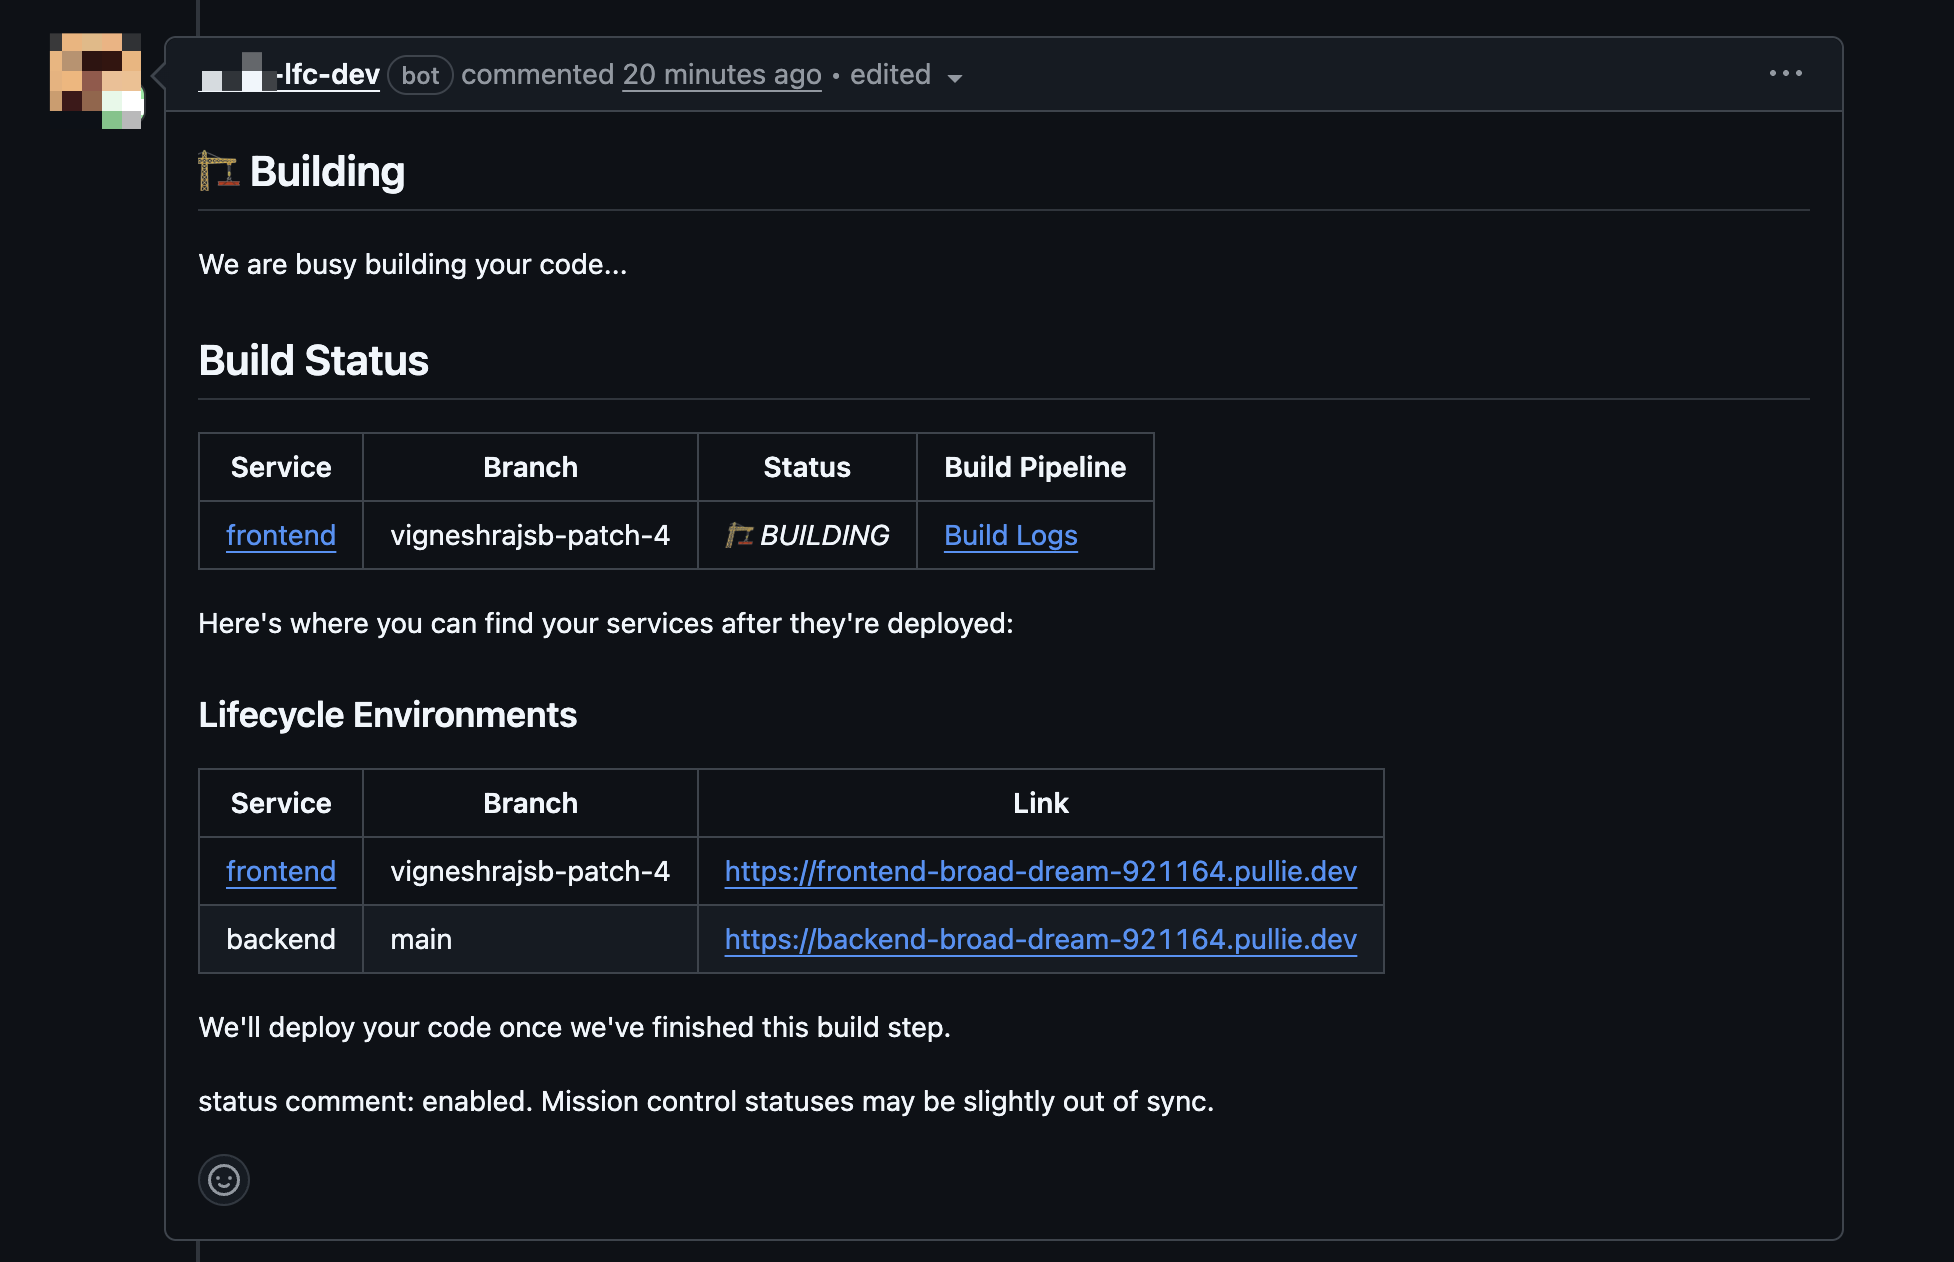 -lfc-dev bot commented 20 minutes ago • edited
Building
We are busy building your code...
Build Status
Service Branch Status Build Pipeline
frontend vigneshrajsb-patch-4 BUILDING Build Logs
Here's where you can find your services after they're deployed:
Lifecycle Environments
Service Branch Link
frontend vigneshrajsb-patch-4 https://frontend-broad-dream-921164.pullie.dev
backend main https://backend-broad-dream-921164.pullie.dev
We'll deploy your code once we've finished this build step.
status comment: enabled. Mission control statuses may be slightly out of sync.